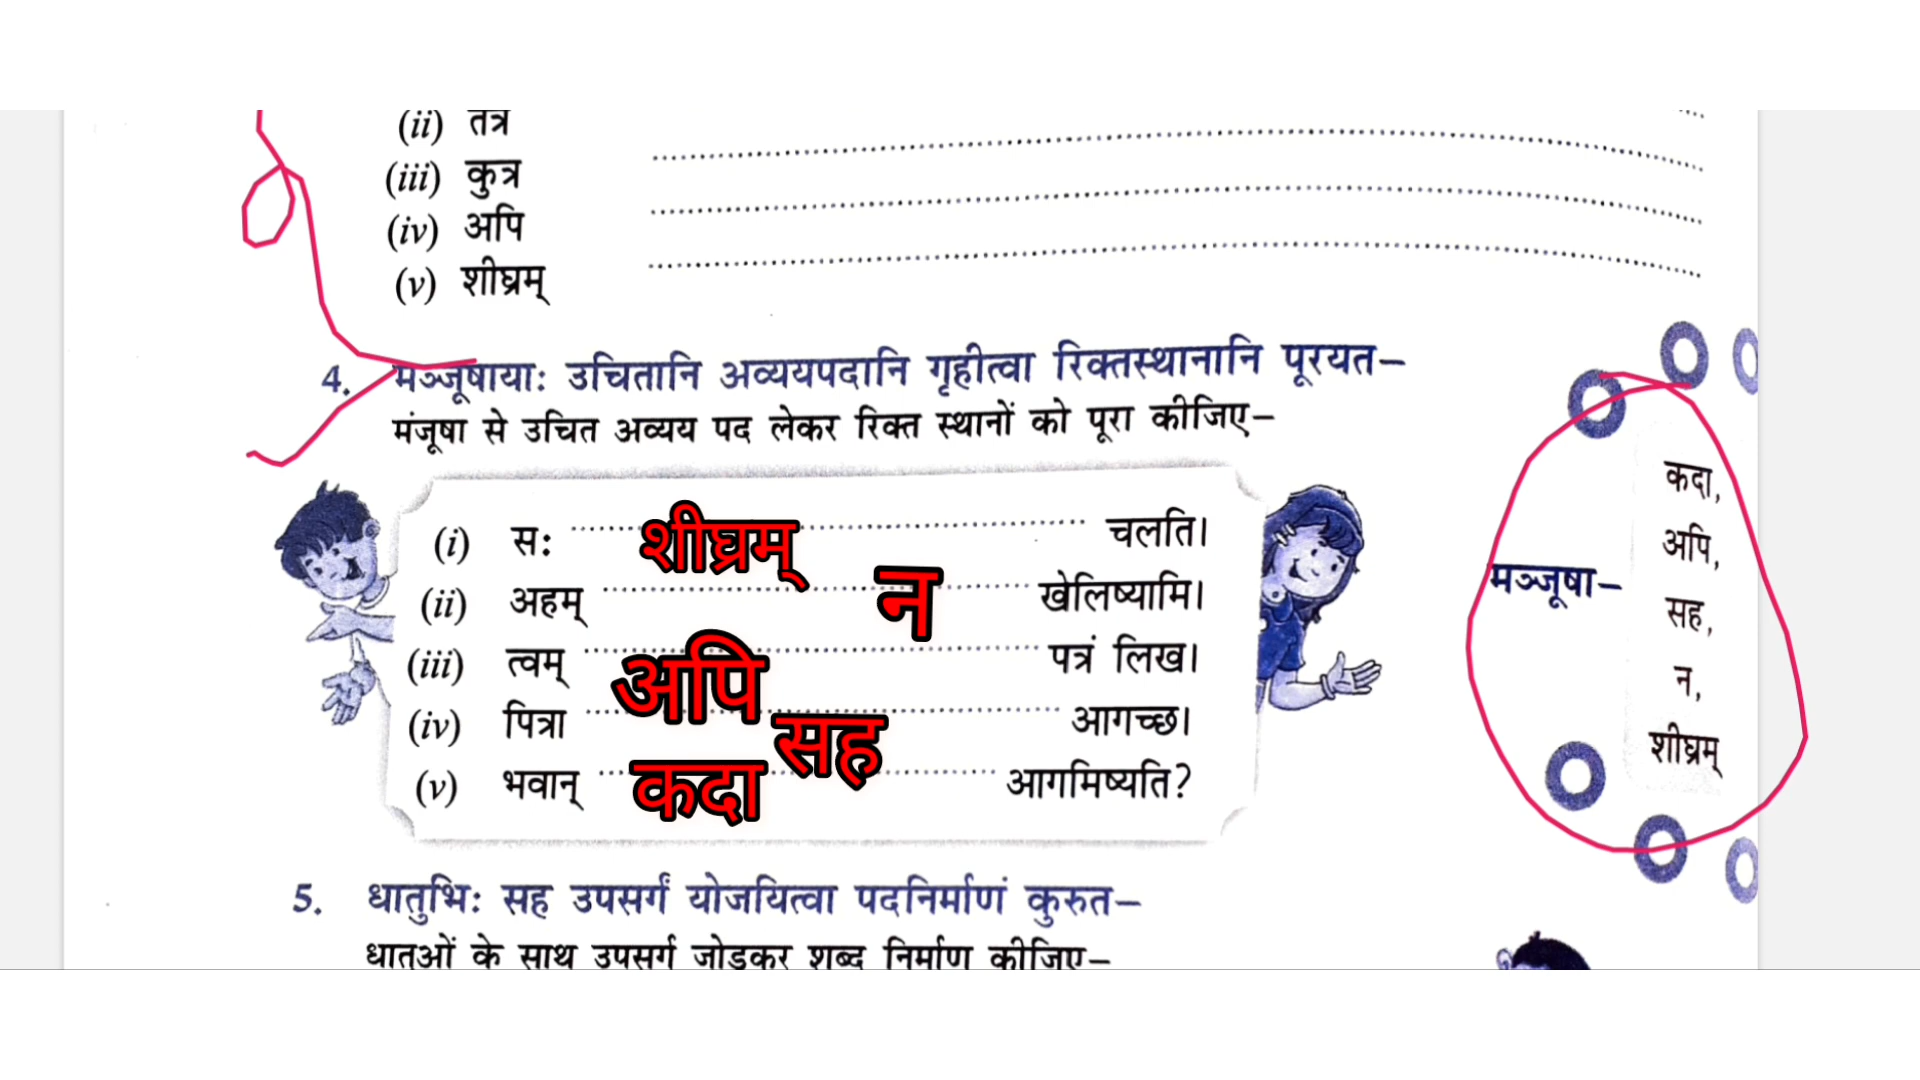 (ii) तत्र
(iii) कुत्र
(iv) अपि
(v) शीघ्रम्
4. मञ्जूषायाः उचितानि अव्ययपदानि गृहीत्वा रिक्तस्थानानि पूरयत–
मंजूषा से उचित अव्यय पद लेकर रिक्त स्थानों को पूरा कीजिए–
(i) सः शीघ्रम् चलति।
(ii) अहम् न खेलिष्यामि।
(iii) त्वम् अपि पत्रं लिख।
(iv) पित्रा सह आगच्छ।
(v) भवान् कदा आगमिष्यति?
मञ्जूषा–
कदा,
अपि,
सह,
न,
शीघ्रम्
5. धातुभिः सह उपसर्गं योजयित्वा पदनिर्माणं कुरुत–
धातुओं के साथ उपसर्ग जोड़कर शब्द निर्माण कीजिए–